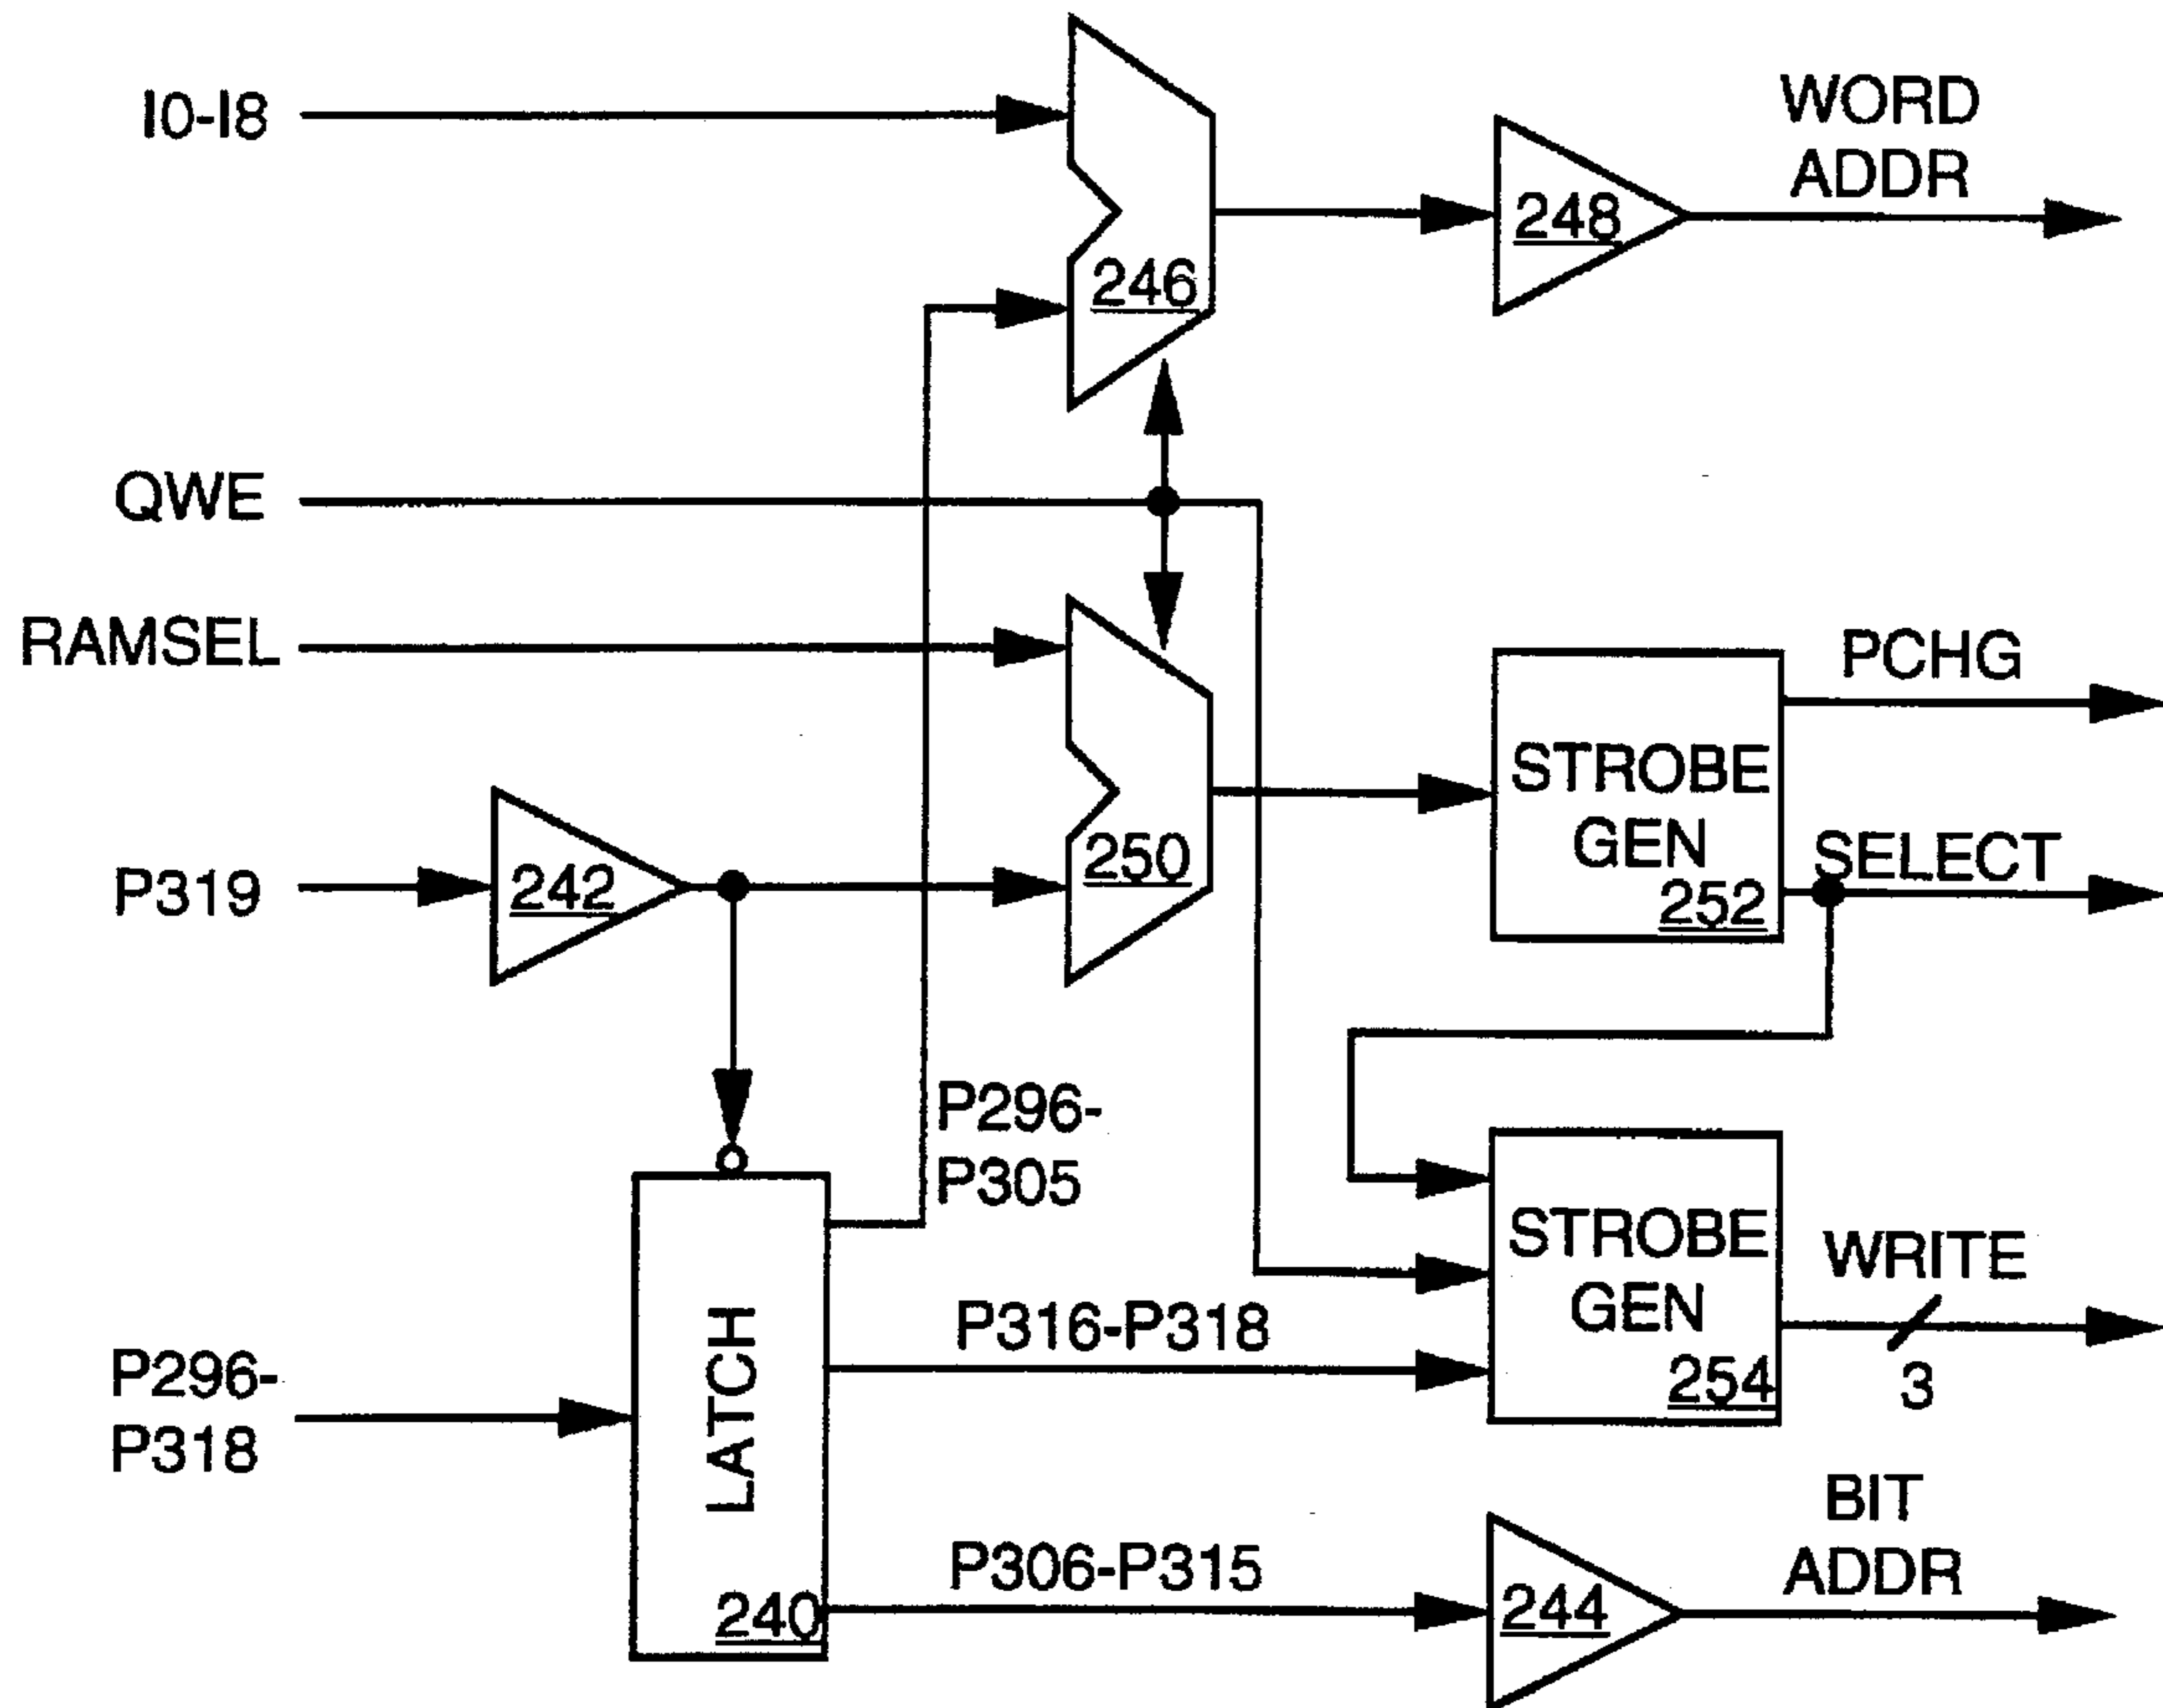 I0-I8
WORD
ADDR
248
246
QWE
RAMSEL
PCHG
STROBE
GEN
252
SELECT
P319
242
250
P296-
P305
STROBE
GEN
254
WRITE
3
P316-P318
P296-
P318
LATCH
240
P306-P315
244
BIT
ADDR